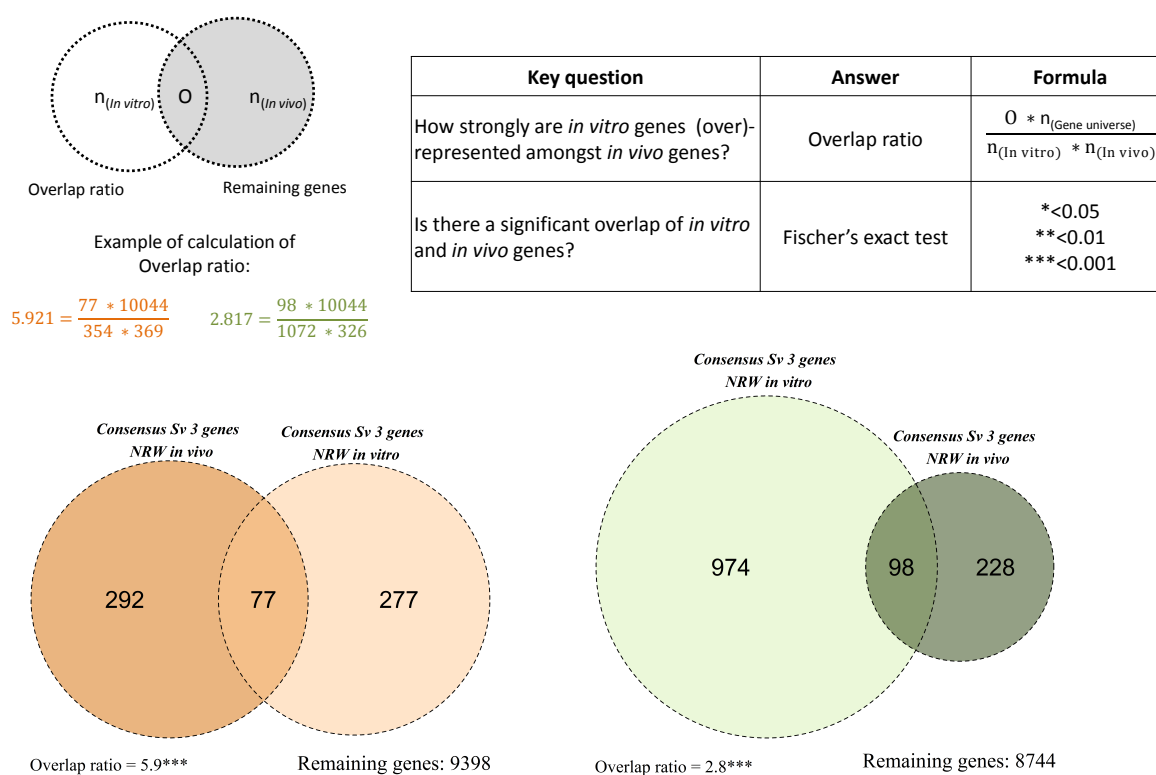 n(In vitro) O n(In vivo)
Overlap ratio Remaining genes
Example of calculation of
Overlap ratio:
5.921 = 77 * 10044 / 354 * 369
2.817 = 98 * 10044 / 1072 * 326
Key question Answer Formula
How strongly are in vitro genes (over)-
represented amongst in vivo genes?
Overlap ratio
O * n(Gene universe)
n(In vitro) * n(In vivo)
Is there a significant overlap of in vitro
and in vivo genes?
Fischer's exact test
*<0.05
**<0.01
***<0.001
Consensus Sv 3 genes
NRW in vivo
Consensus Sv 3 genes
NRW in vitro
292 77 277
Overlap ratio = 5.9*** Remaining genes: 9398
Consensus Sv 3 genes
NRW in vitro
Consensus Sv 3 genes
NRW in vivo
974 98 228
Overlap ratio = 2.8*** Remaining genes: 8744